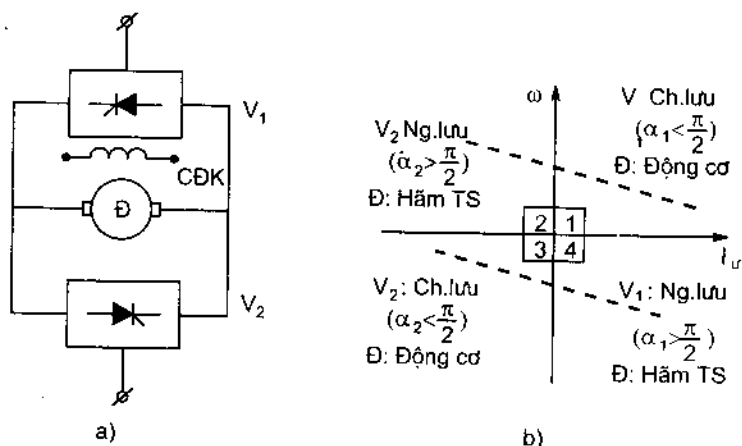 V₁
CĐK
Đ
V₂
a)
ω
V Ch.lưu
(α₁<π/2)
Đ: Động cơ
V₂ Ng.lưu
(α₂>π/2)
Đ: Hãm TS
2 1
3 4
Iư
V₂: Ch.lưu
(α₂<π/2)
Đ: Động cơ
V₁: Ng.lưu
(α₁>π/2)
Đ: Hãm TS
b)